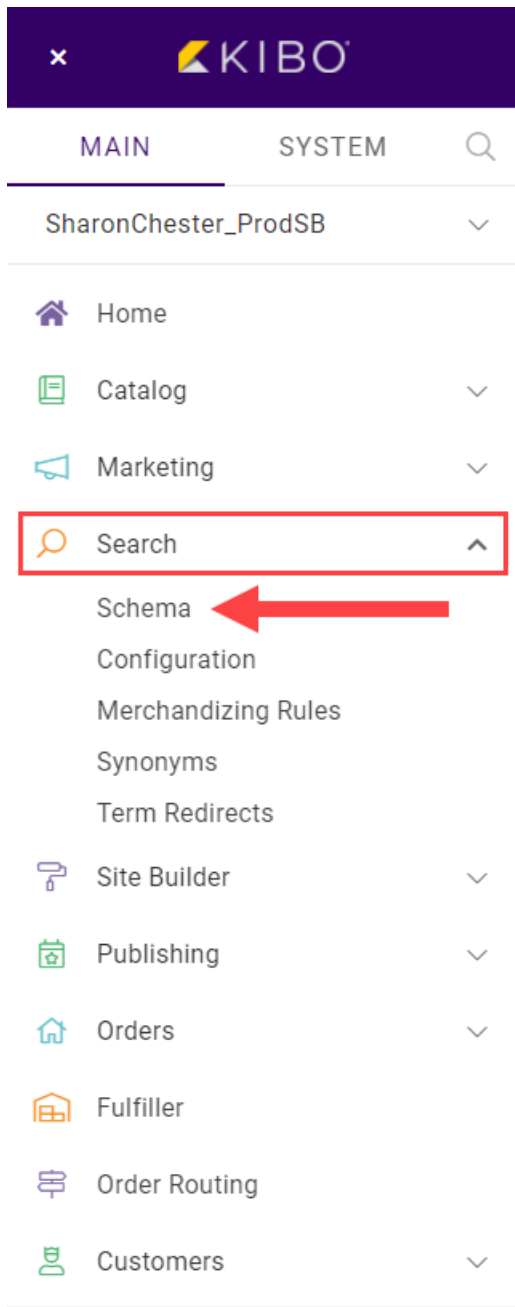 KIBO
MAIN SYSTEM
SharonChester_ProdSB
Home
Catalog
Marketing
Search
Schema
Configuration
Merchandizing Rules
Synonyms
Term Redirects
Site Builder
Publishing
Orders
Fulfiller
Order Routing
Customers